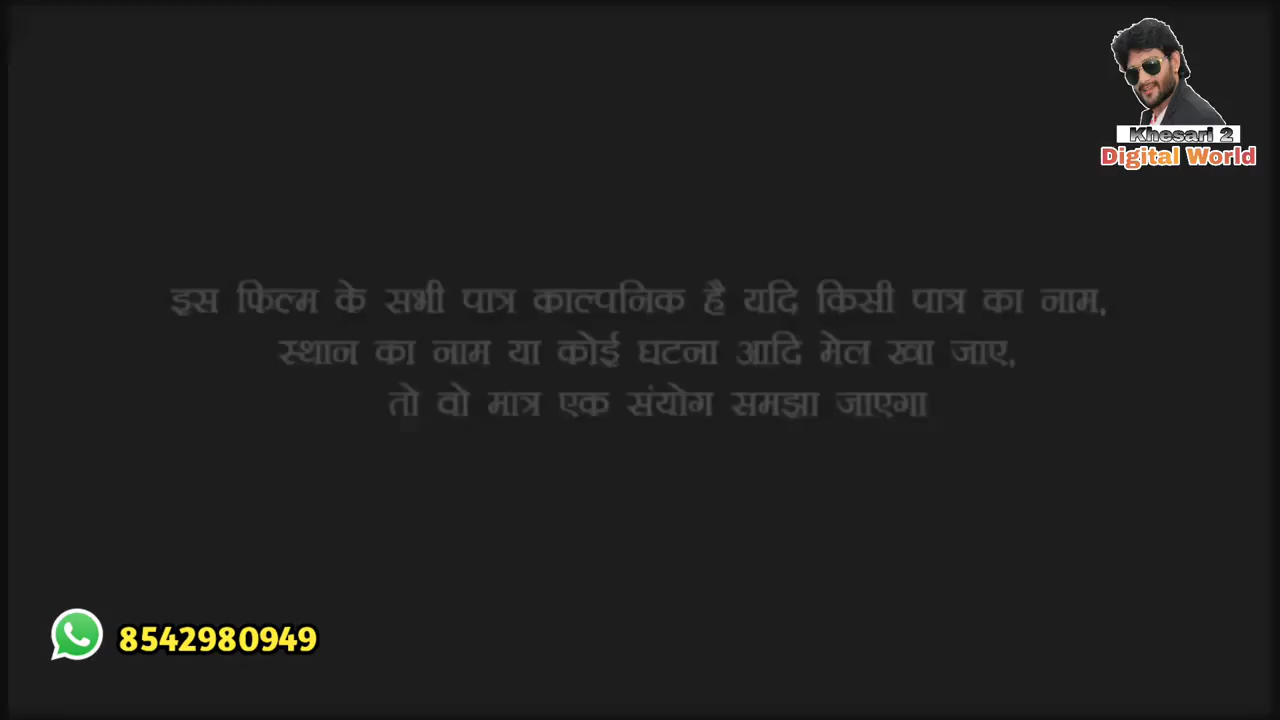 Khesari 2
Digital World
इस फिल्म के सभी पात्र काल्पनिक है यदि किसी पात्र का नाम,
स्थान का नाम या कोई घटना आदि मेल खा जाए,
तो वो मात्र एक संयोग समझा जाएगा
8542980949